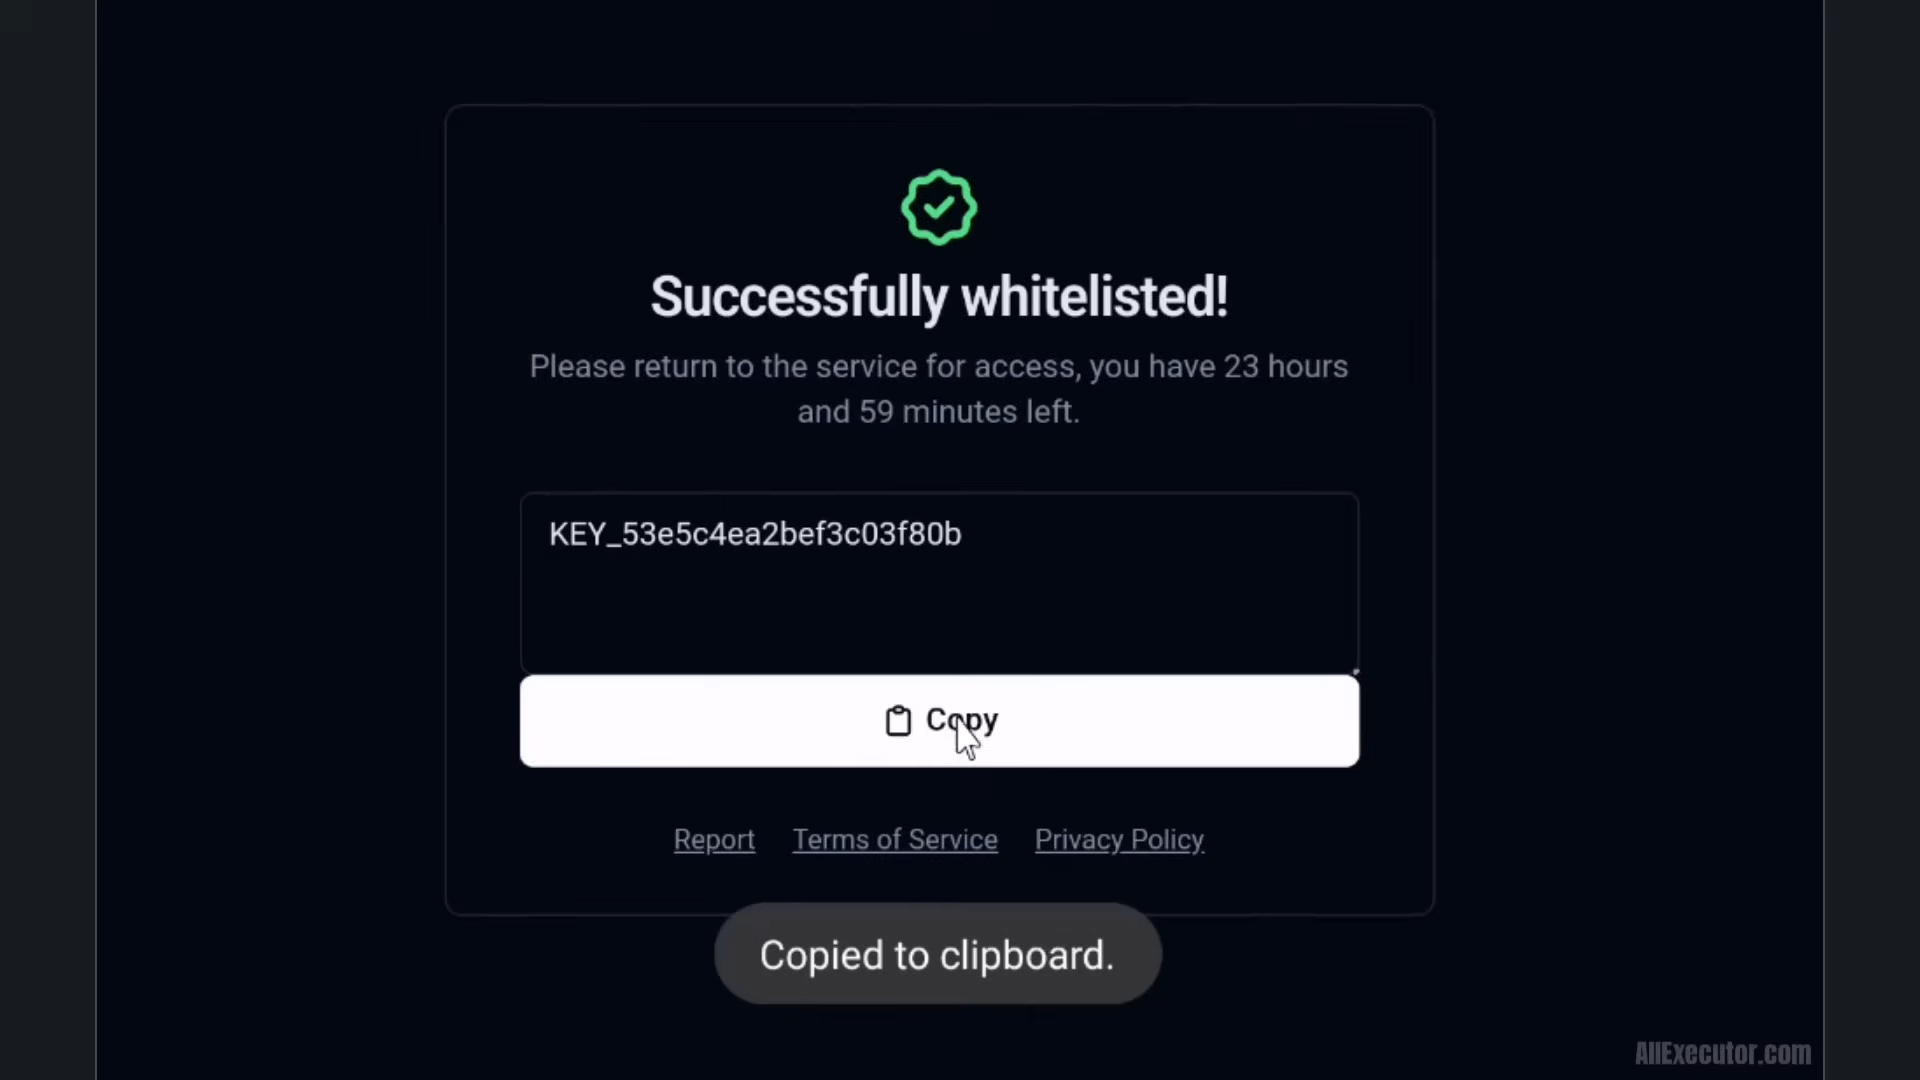 Successfully whitelisted!
Please return to the service for access, you have 23 hours
and 59 minutes left.
KEY_53e5c4ea2bef3c03f80b
Copy
Report Terms of Service Privacy Policy
Copied to clipboard.
AllExecutor.com